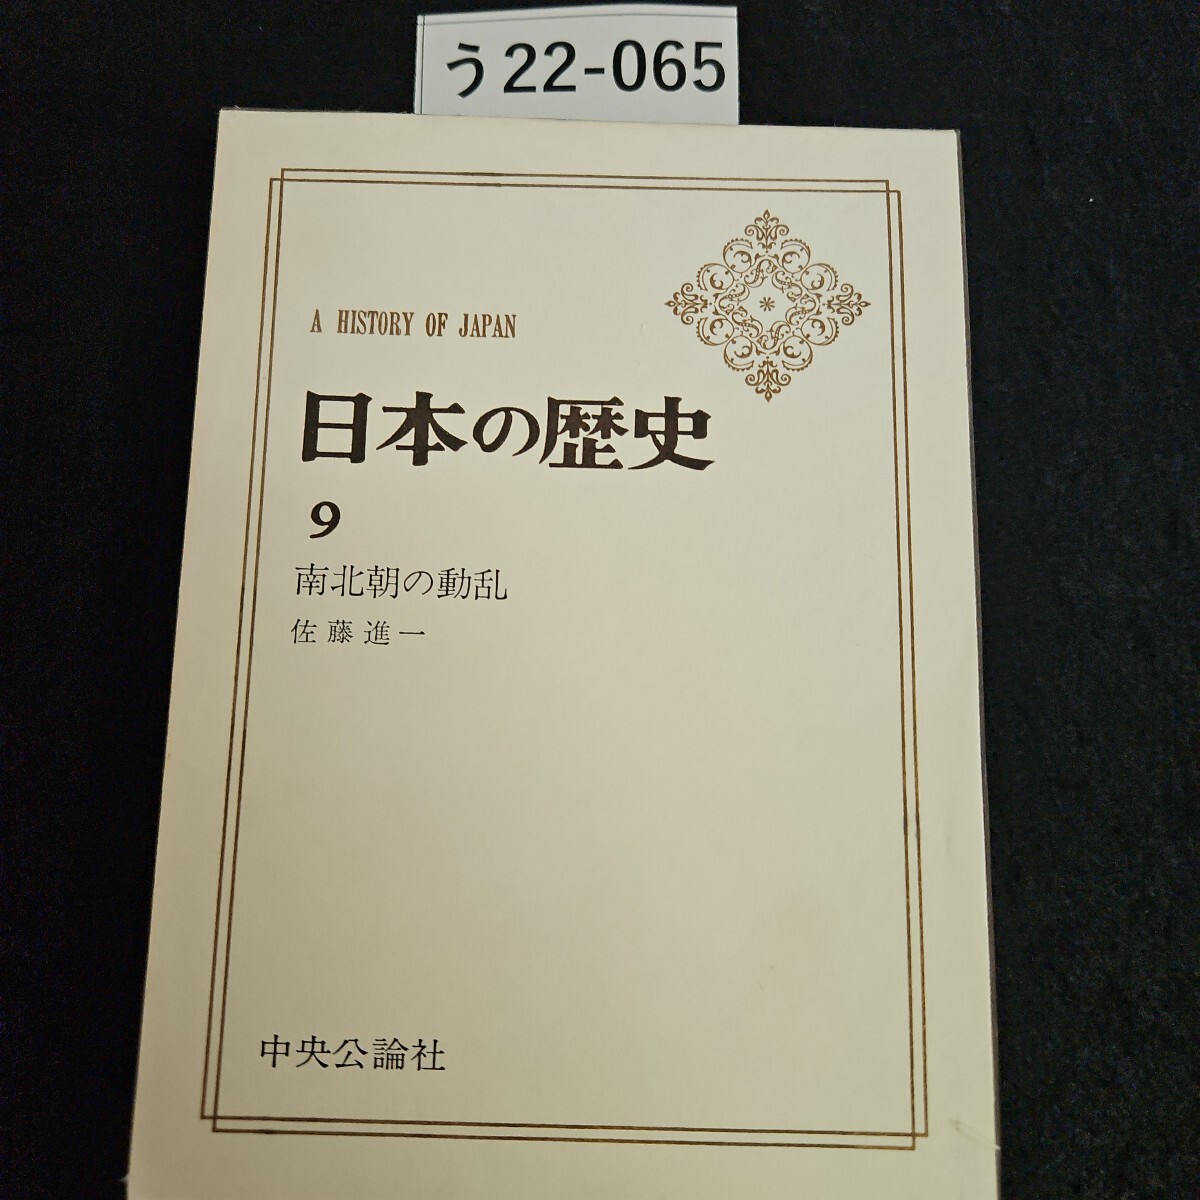 う22-065
A HISTORY OF JAPAN
日本の歴史
9
南北朝の動乱
佐藤進一
中央公論社